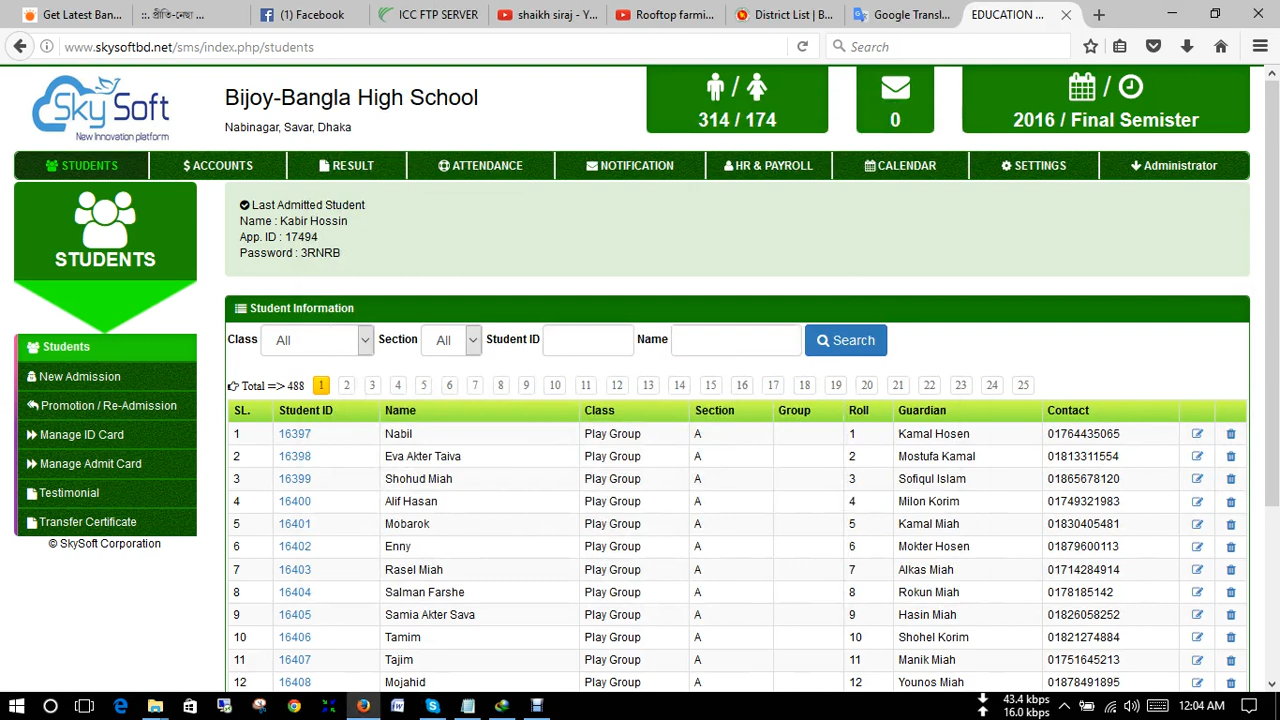 Get Latest Ban...
::. প্রীতি-নেছা ...
(1) Facebook
ICC FTP SERVER
shaikh siraj - Y...
Rooftop farmi...
District List | B...
Google Transl...
EDUCATION ...
www.skysoftbd.net/sms/index.php/students
Search
Sky Soft
New Innovation platform
Bijoy-Bangla High School
Nabinagar, Savar, Dhaka
/
314 / 174
0
/
2016 / Final Semister
STUDENTS
$ ACCOUNTS
RESULT
ATTENDANCE
NOTIFICATION
HR & PAYROLL
CALENDAR
SETTINGS
Administrator
STUDENTS
Students
New Admission
Promotion / Re-Admission
Manage ID Card
Manage Admit Card
Testimonial
Transfer Certificate
© SkySoft Corporation
Last Admitted Student
Name : Kabir Hossin
App. ID : 17494
Password : 3RNRB
Student Information
Class All Section All Student ID Name Search
Total => 488 1 2 3 4 5 6 7 8 9 10 11 12 13 14 15 16 17 18 19 20 21 22 23 24 25
SL. Student ID Name Class Section Group Roll Guardian Contact
1 16397 Nabil Play Group A 1 Kamal Hosen 01764435065
2 16398 Eva Akter Taiva Play Group A 2 Mostufa Kamal 01813311554
3 16399 Shohud Miah Play Group A 3 Sofiqul Islam 01865678120
4 16400 Alif Hasan Play Group A 4 Milon Korim 01749321983
5 16401 Mobarok Play Group A 5 Kamal Miah 01830405481
6 16402 Enny Play Group A 6 Mokter Hosen 01879600113
7 16403 Rasel Miah Play Group A 7 Alkas Miah 01714284914
8 16404 Salman Farshe Play Group A 8 Rokun Miah 0178185142
9 16405 Samia Akter Sava Play Group A 9 Hasin Miah 01826058252
10 16406 Tamim Play Group A 10 Shohel Korim 01821274884
11 16407 Tajim Play Group A 11 Manik Miah 01751645213
12 16408 Mojahid Play Group A 12 Younos Miah 01878491895
43.4 kbps
16.0 kbps
12:04 AM